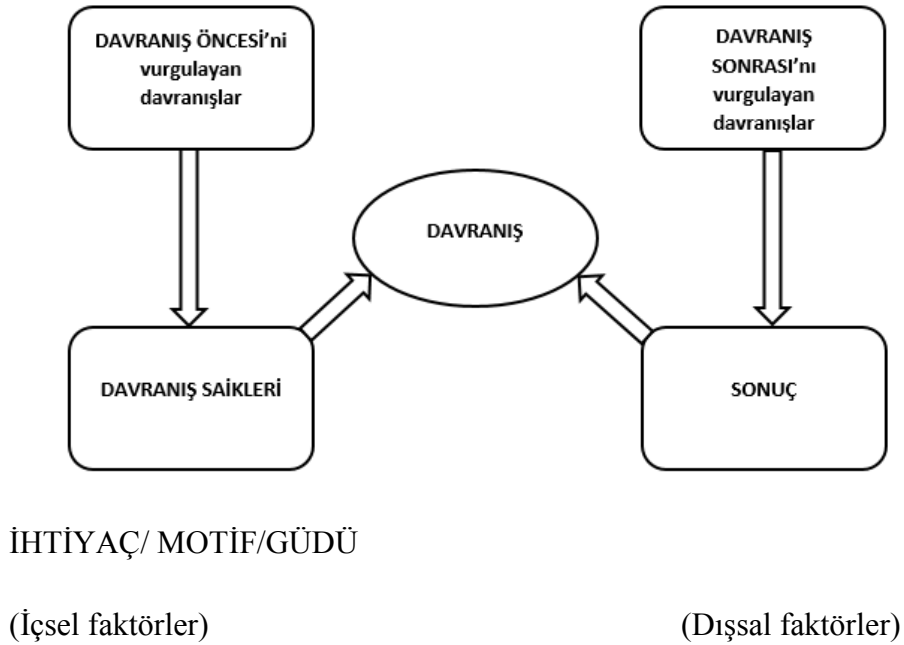 DAVRANIŞ ÖNCESİ’ni
vurgulayan
davranışlar
DAVRANIŞ
SONRASI’nı
vurgulayan
davranışlar
DAVRANIŞ
DAVRANIŞ SAİKLERİ
SONUÇ
İHTİYAÇ/ MOTİF/GÜDÜ
(İçsel faktörler) (Dışsal faktörler)